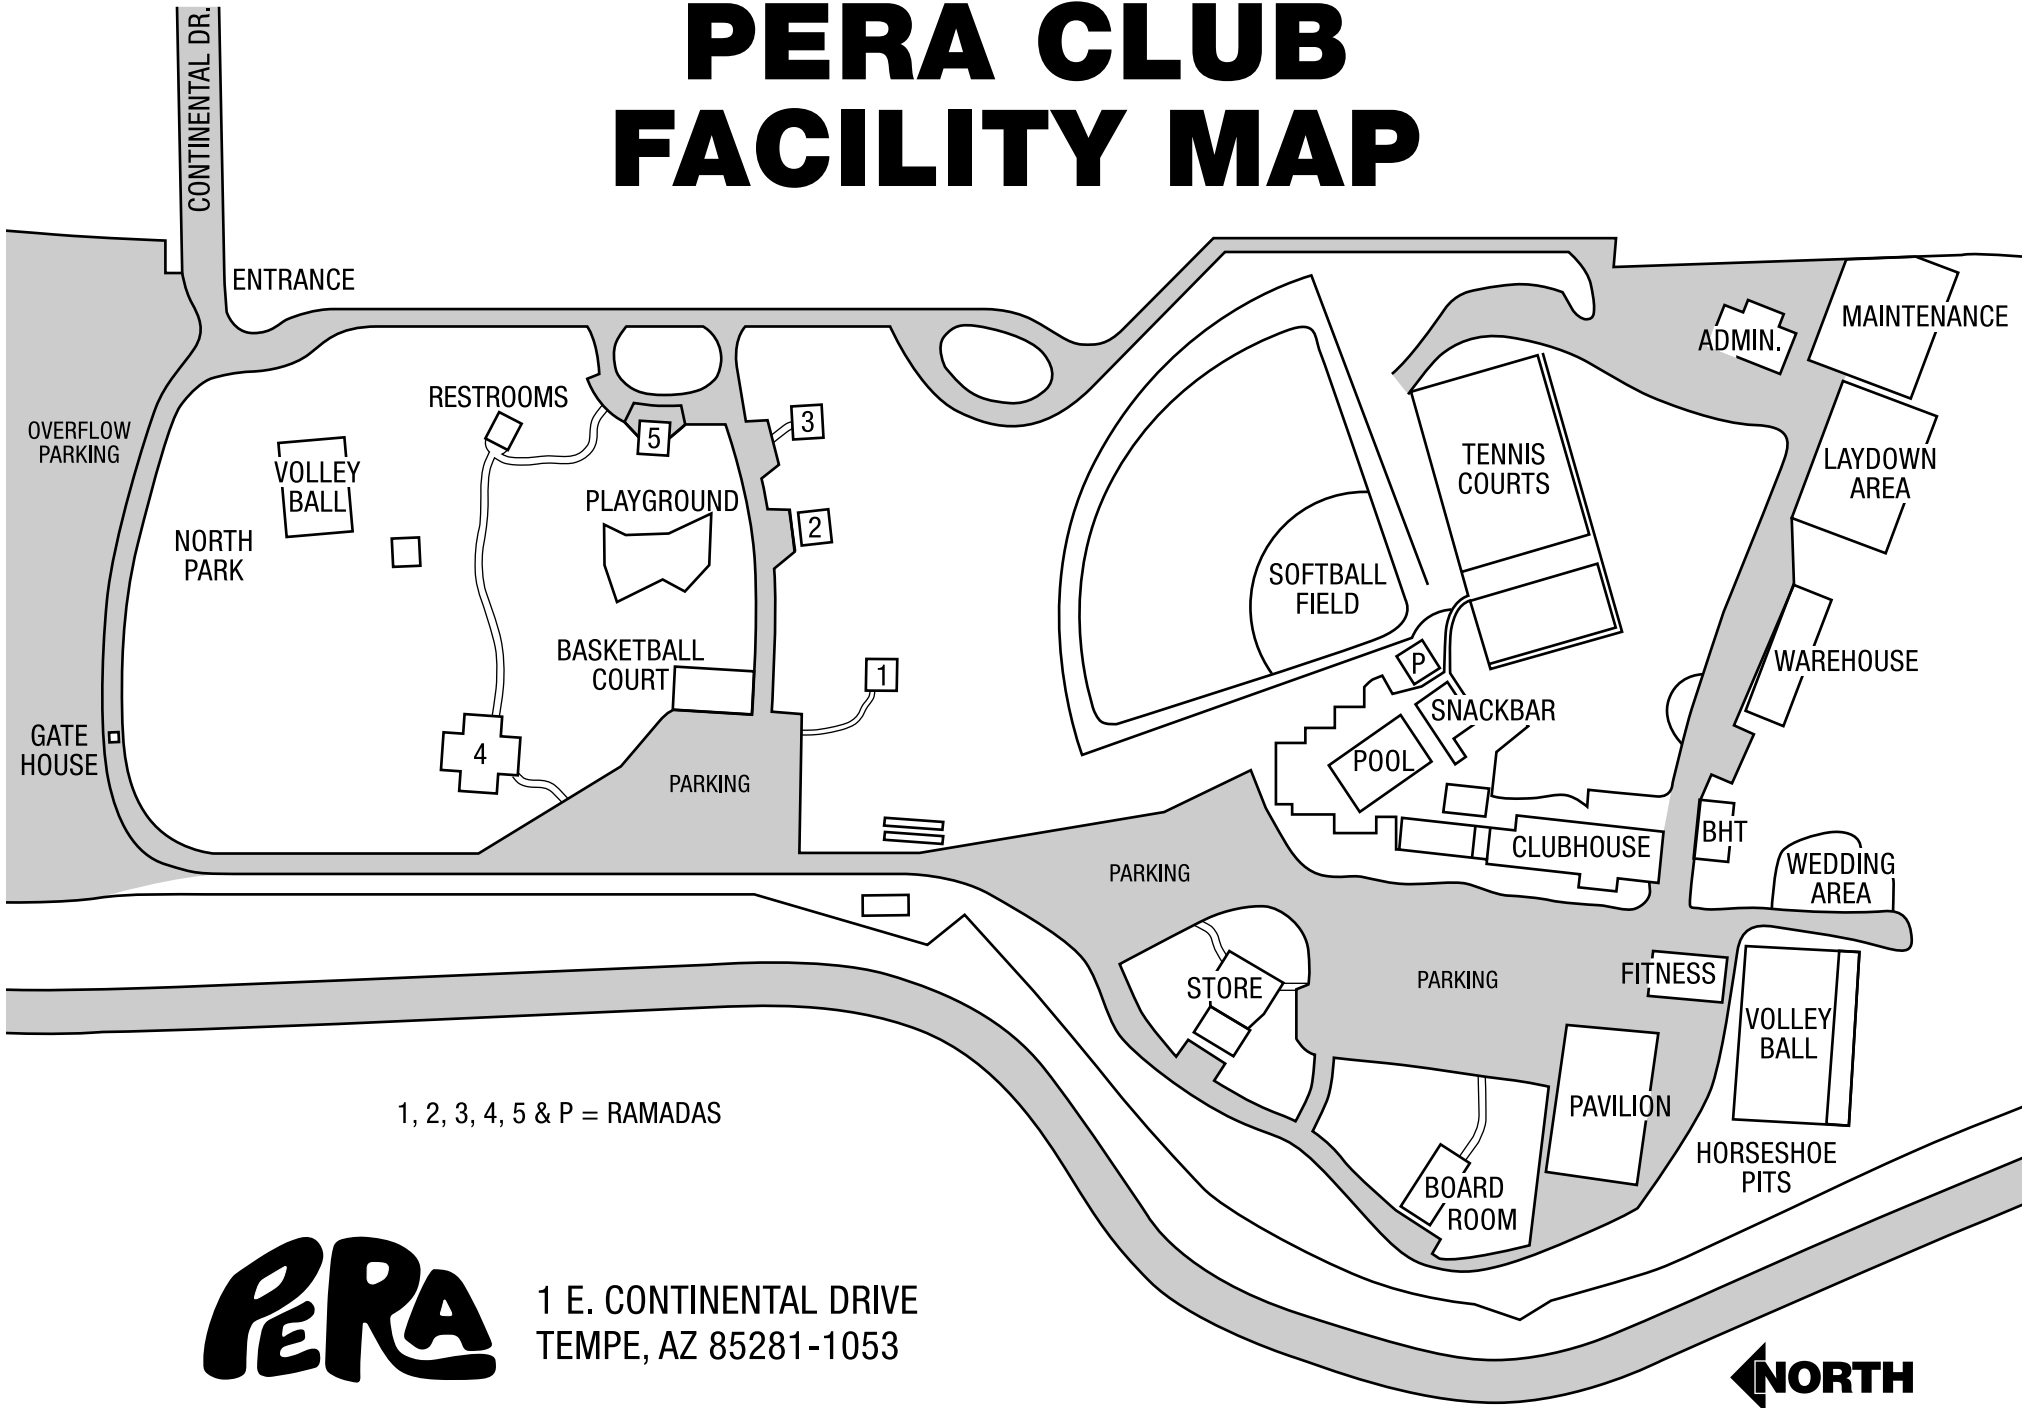 PERA CLUB
FACILITY MAP
CONTINENTAL DR.
ENTRANCE
MAINTENANCE
ADMIN.
RESTROOMS
OVERFLOW
PARKING
3
5
VOLLEY
BALL
TENNIS
COURTS
LAYDOWN
AREA
PLAYGROUND
2
NORTH
PARK
SOFTBALL
FIELD
BASKETBALL
COURT
1
P
WAREHOUSE
SNACKBAR
GATE
HOUSE
4
POOL
PARKING
BHT
CLUBHOUSE
PARKING
WEDDING
AREA
STORE
PARKING
FITNESS
VOLLEY
BALL
1, 2, 3, 4, 5 & P = RAMADAS
PAVILION
HORSESHOE
PITS
BOARD
ROOM
PERA
1 E. CONTINENTAL DRIVE
TEMPE, AZ 85281-1053
NORTH